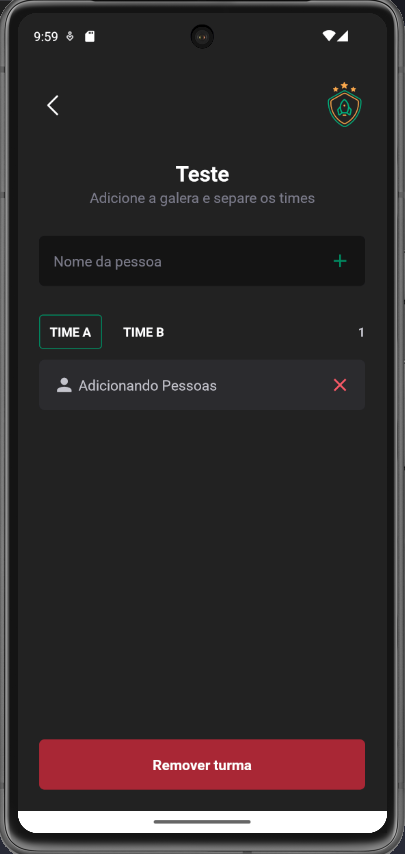 9:59
Teste
Adicione a galera e separe os times
Nome da pessoa
TIME A TIME B 1
Adicionando Pessoas
Remover turma